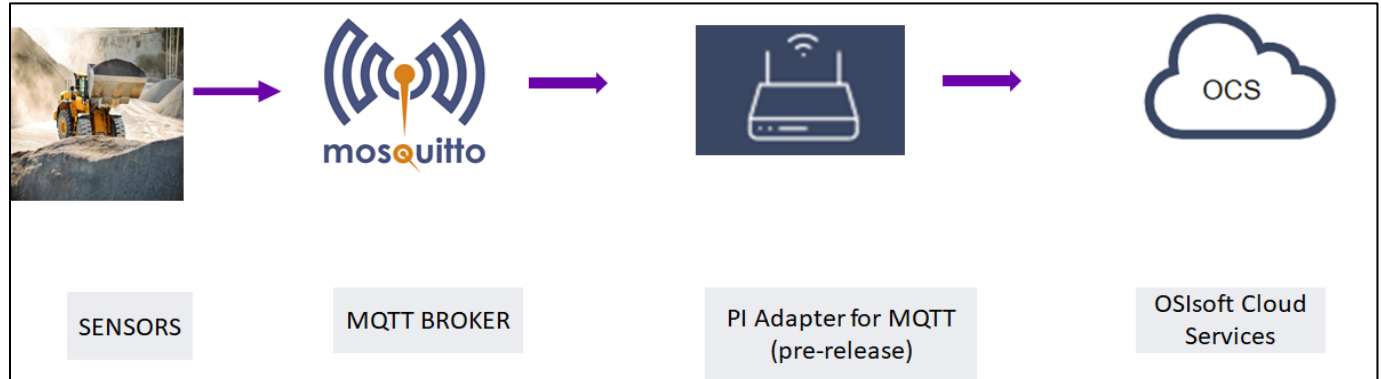 mosquitto
OCS
SENSORS
MQTT BROKER
PI Adapter for MQTT
(pre-release)
OSIsoft Cloud
Services